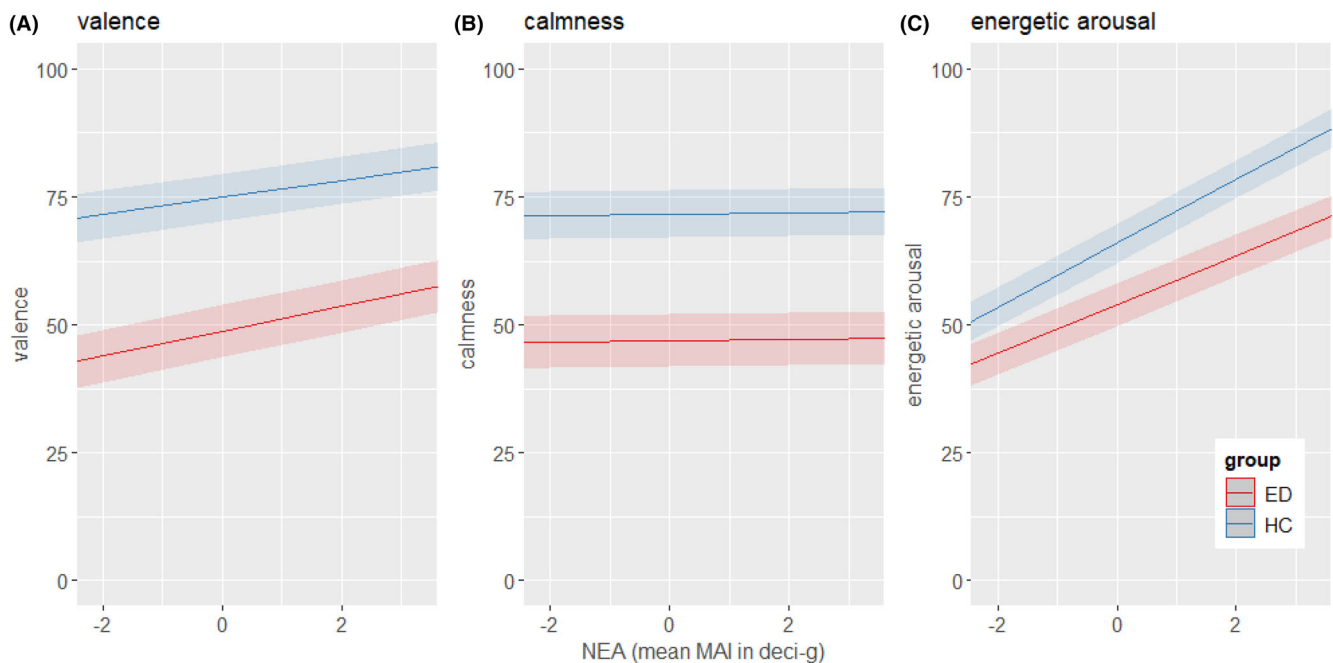 (A) valence
100
75
50
25
0
valence
-2
0
2
(B) calmness
100
75
50
25
0
calmness
-2
0
2
NEA (mean MAI in deci-g)
(C) energetic arousal
100
75
50
25
0
energetic arousal
-2
0
2
group
ED
HC